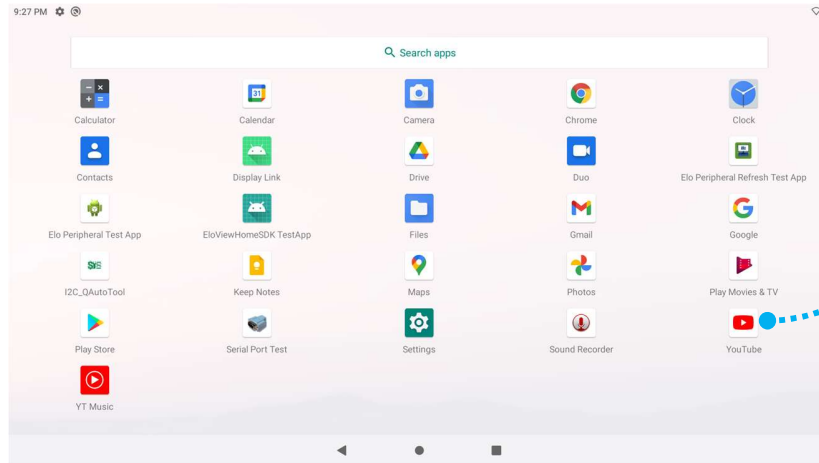 9:27 PM
Search apps
31
Calculator
Calendar
Camera
Chrome
Clock
Contacts
Display Link
Drive
Duo
Elo Peripheral Refresh Test App
Elo Peripheral Test App
EloViewHomeSDK TestApp
Files
Gmail
Google
SYS
I2C_QAutoTool
Keep Notes
Maps
Photos
Play Movies & TV
Play Store
Serial Port Test
Settings
Sound Recorder
YouTube
YT Music